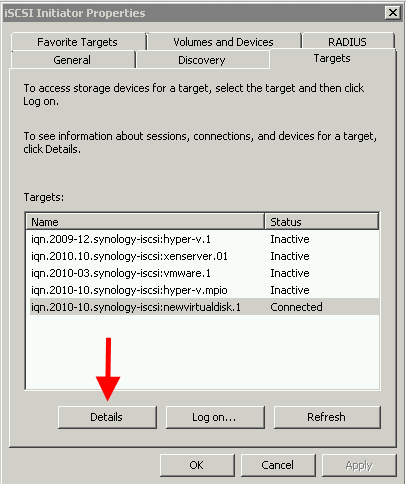 iSCSI Initiator Properties
Favorite Targets Volumes and Devices RADIUS
General Discovery Targets
To access storage devices for a target, select the target and then click
Log on.
To see information about sessions, connections, and devices for a target,
click Details.
Targets:
Name Status
iqn.2009-12.synology-iscsi:hyper-v.1 Inactive
iqn.2010.10.synology-iscsi:xenserver.01 Inactive
iqn.2010-03.synology-iscsi:vmware.1 Inactive
iqn.2010-10.synology-iscsi:hyper-v.mpio Inactive
iqn.2010-10.synology-iscsi:newvirtualdisk.1 Connected
Details Log on... Refresh
OK Cancel Apply